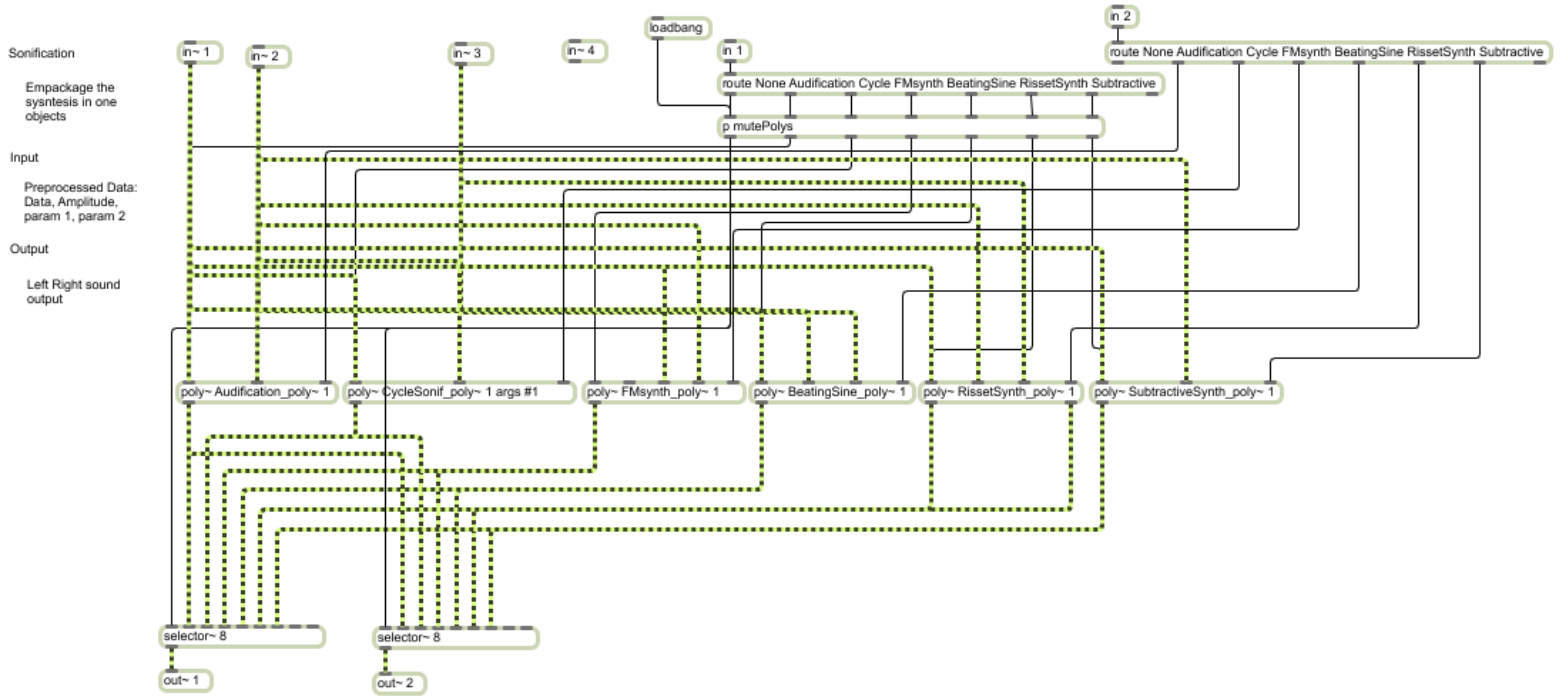 in 2
loadbang
Sonification
in~ 1
in~ 2
in~ 3
in~ 4
in 1
route None Audification Cycle FMsynth BeatingSine RissetSynth Subtractive
Empackage the
sysntesis in one
objects
route None Audification Cycle FMsynth BeatingSine RissetSynth Subtractive
p mutePolys
Input
Preprocessed Data:
Data, Amplitude,
param 1, param 2
Output
Left Right sound
output
poly~ Audification_poly~ 1
poly~ CycleSonif_poly~ 1 args #1
poly~ FMsynth_poly~ 1
poly~ BeatingSine_poly~ 1
poly~ RissetSynth_poly~ 1
poly~ SubtractiveSynth_poly~ 1
selector~ 8
selector~ 8
out~ 1
out~ 2